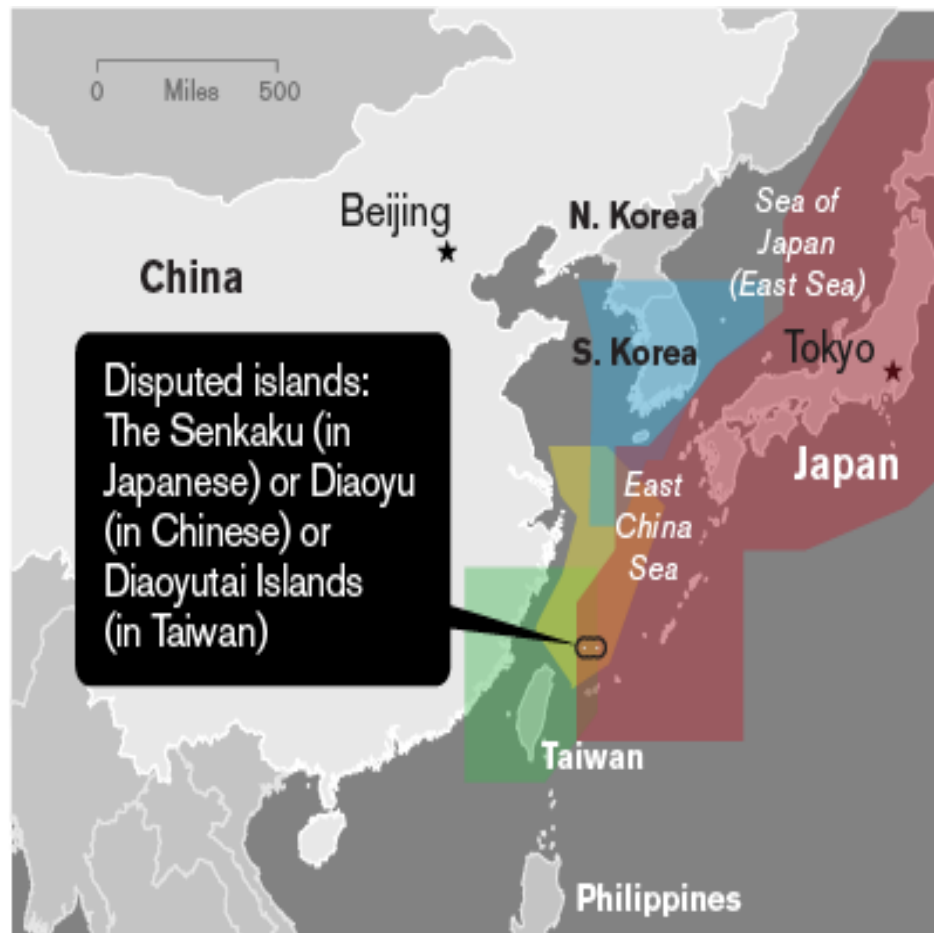 0 Miles 500
Beijing
N. Korea
Sea of
Japan
(East Sea)
China
S. Korea
Tokyo
Disputed islands:
The Senkaku (in
Japanese) or Diaoyu
(in Chinese) or
Diaoyutai Islands
(in Taiwan)
Japan
East
China
Sea
Taiwan
Philippines